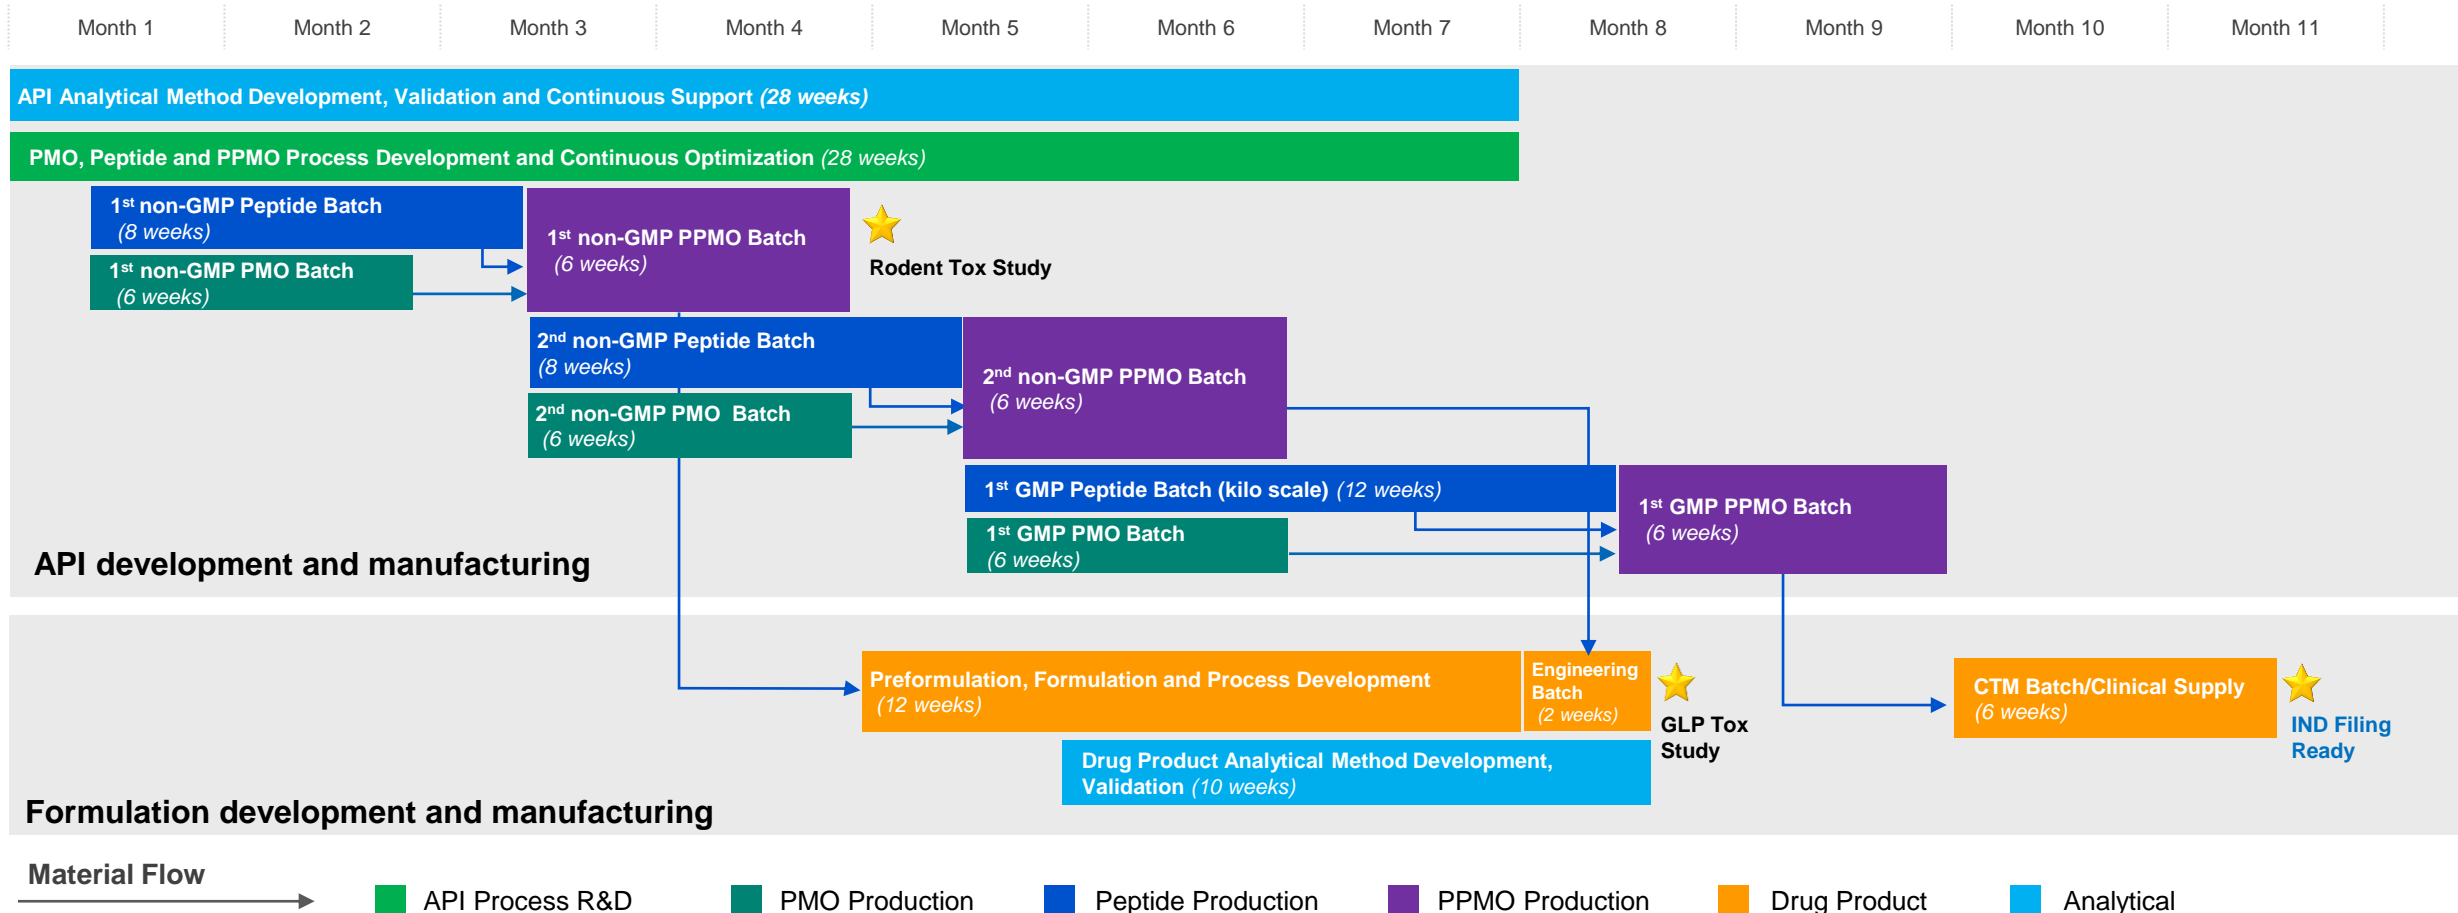 Month 1
Month 2
Month 3
Month 4
Month 5
Month 6
Month 7
Month 8
Month 9
Month 10
Month 11
API Analytical Method Development, Validation and Continuous Support (28 weeks)
PMO, Peptide and PPMO Process Development and Continuous Optimization (28 weeks)
1st non-GMP Peptide Batch
(8 weeks)
1st non-GMP PMO Batch
(6 weeks)
1st non-GMP PPMO Batch
(6 weeks)
Rodent Tox Study
2nd non-GMP Peptide Batch
(8 weeks)
2nd non-GMP PMO Batch
(6 weeks)
2nd non-GMP PPMO Batch
(6 weeks)
1st GMP Peptide Batch (kilo scale) (12 weeks)
1st GMP PMO Batch
(6 weeks)
1st GMP PPMO Batch
(6 weeks)
API development and manufacturing
Preformulation, Formulation and Process Development
(12 weeks)
Engineering
Batch
(2 weeks)
GLP Tox
Study
CTM Batch/Clinical Supply
(6 weeks)
IND Filing
Ready
Drug Product Analytical Method Development,
Validation (10 weeks)
Formulation development and manufacturing
Material Flow
API Process R&D
PMO Production
Peptide Production
PPMO Production
Drug Product
Analytical